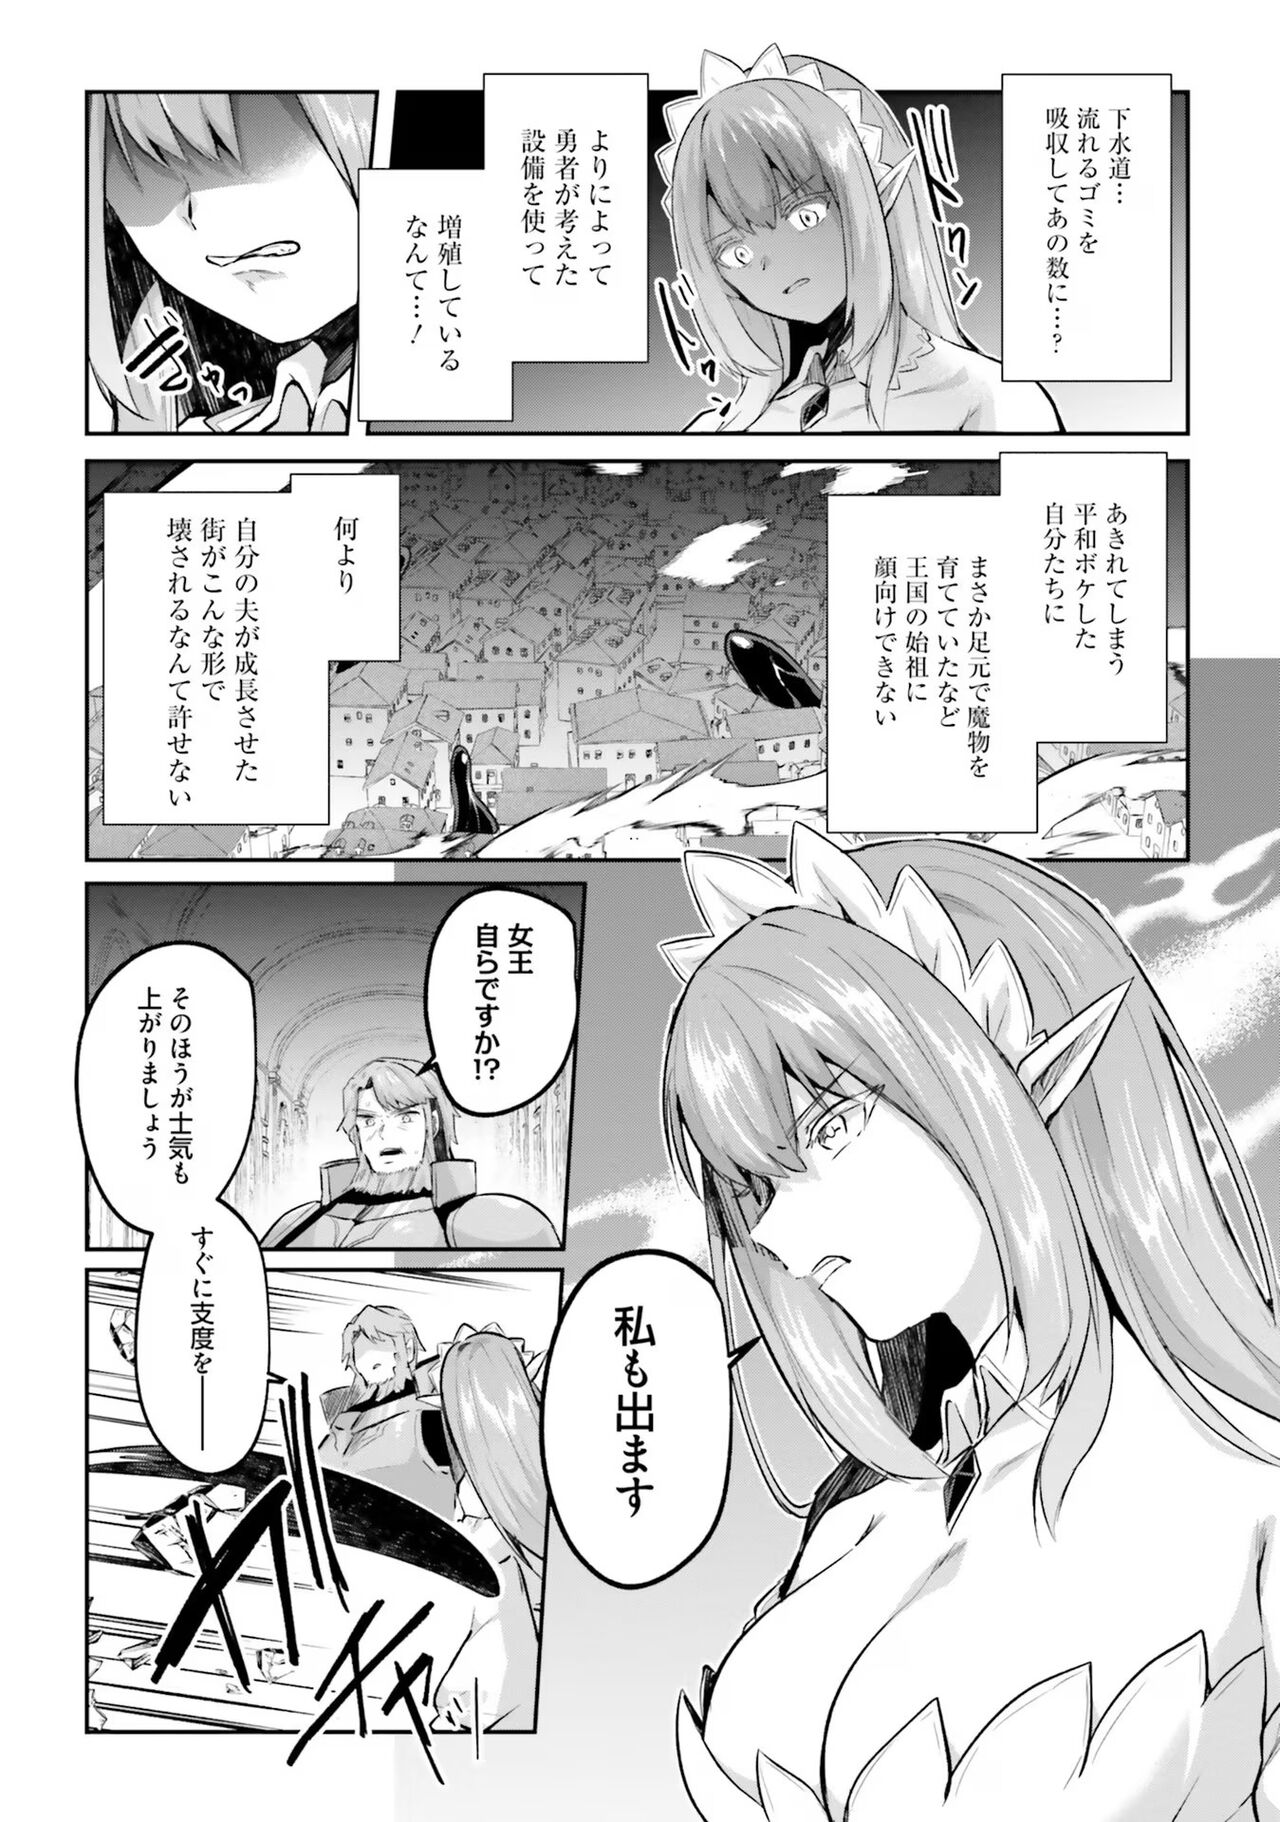 下水道…
流れるゴミを
吸収してあの数に…?
よりによって
勇者が考えた
設備を使って
増殖している
なんて…!
あきれてしまう
平和ボケした
自分たちに
まさか足元で魔物を
育てていたなど
王国の始祖に
顔向けできない
何より
自分の夫が成長させた
街がこんな形で
壊されるなんて許せない
私も出ます
女王
自らですか!?
そのほうが士気も
上がりましょう
すぐに支度を――